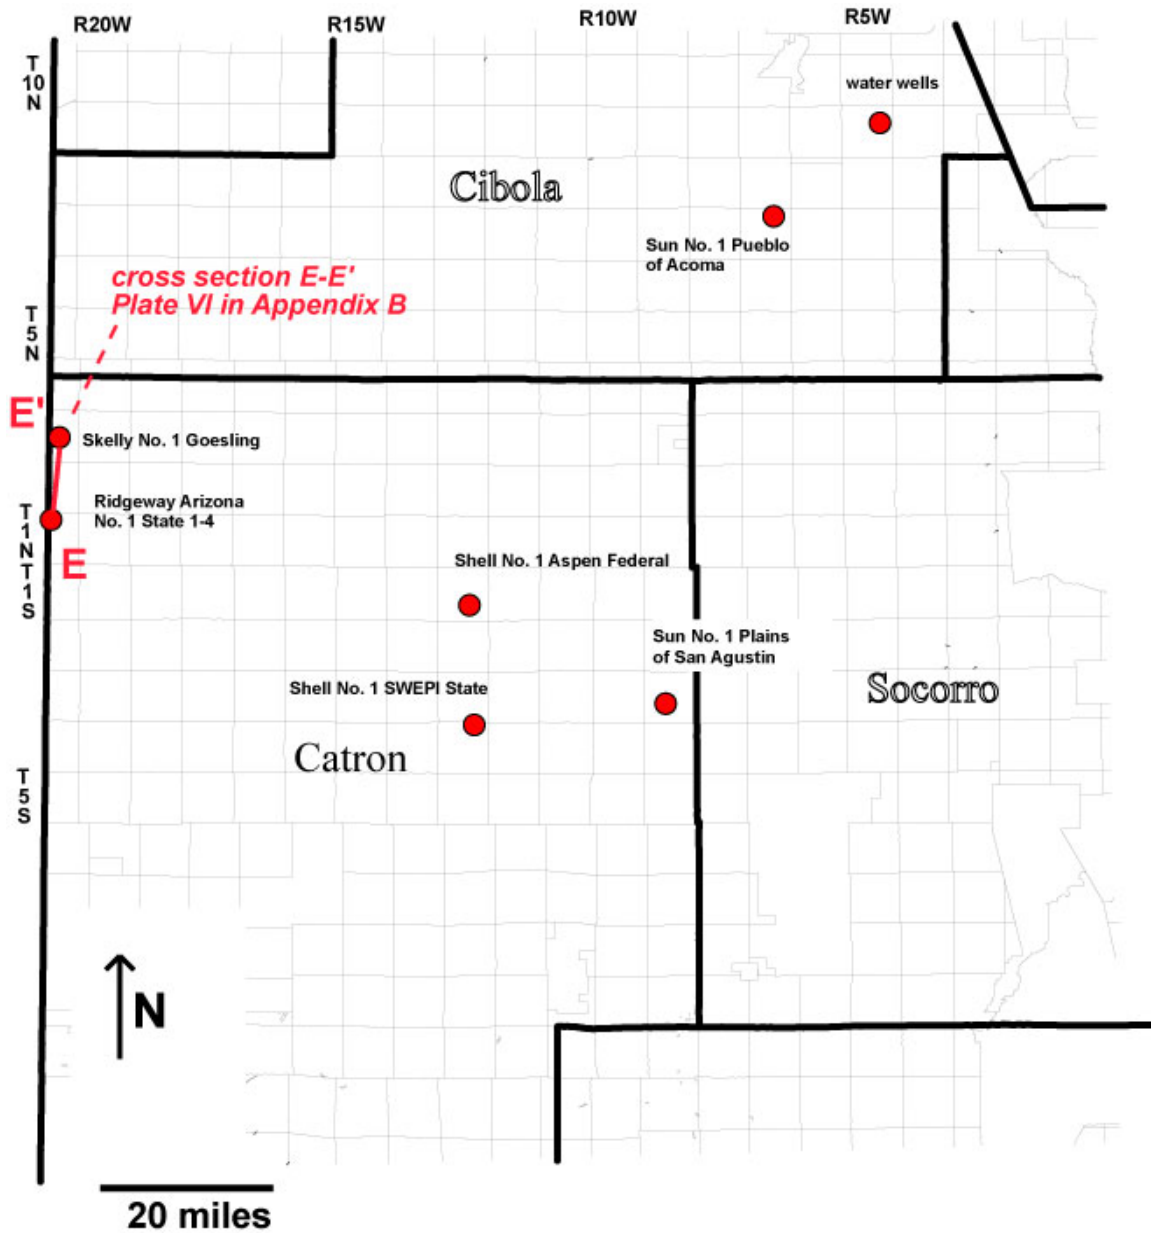 R20W
R15W
R10W
R5W
T
10
N
water wells
Cibola
Sun No. 1 Pueblo
of Acoma
cross section E-E'
Plate VI in Appendix B
T
5
N
E'
Skelly No. 1 Goesling
Ridgeway Arizona
No. 1 State 1-4
T
1
N
T
1
S
E
Shell No. 1 Aspen Federal
Sun No. 1 Plains
of San Agustin
Shell No. 1 SWEPI State
Socorro
Catron
T
5
S
N
20 miles